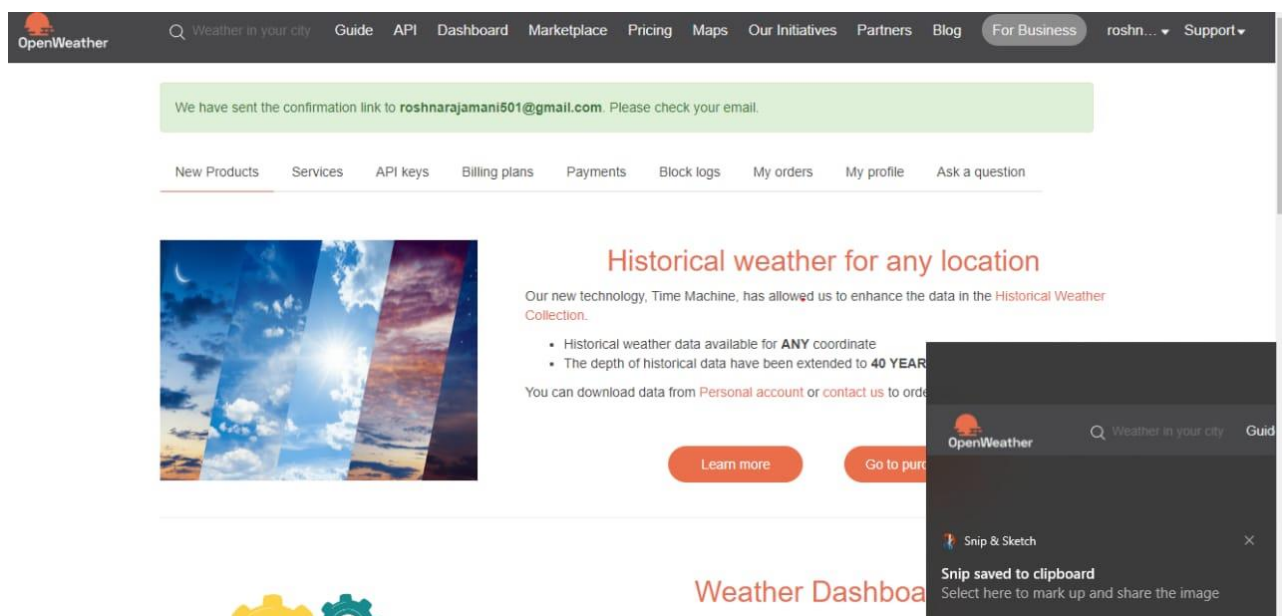 OpenWeather
Weather in your city Guide API Dashboard Marketplace Pricing Maps Our Initiatives Partners Blog For Business roshn... Support
We have sent the confirmation link to roshnarajamani501@gmail.com. Please check your email.
New Products Services API keys Billing plans Payments Block logs My orders My profile Ask a question
Historical weather for any location
Our new technology, Time Machine, has allowed us to enhance the data in the Historical Weather
Collection.
• Historical weather data available for ANY coordinate
• The depth of historical data have been extended to 40 YEAR
You can download data from Personal account or contact us to orde
Learn more
Go to purc
Weather Dashboa
OpenWeather
Weather in your city Guid
Snip & Sketch
Snip saved to clipboard
Select here to mark up and share the image